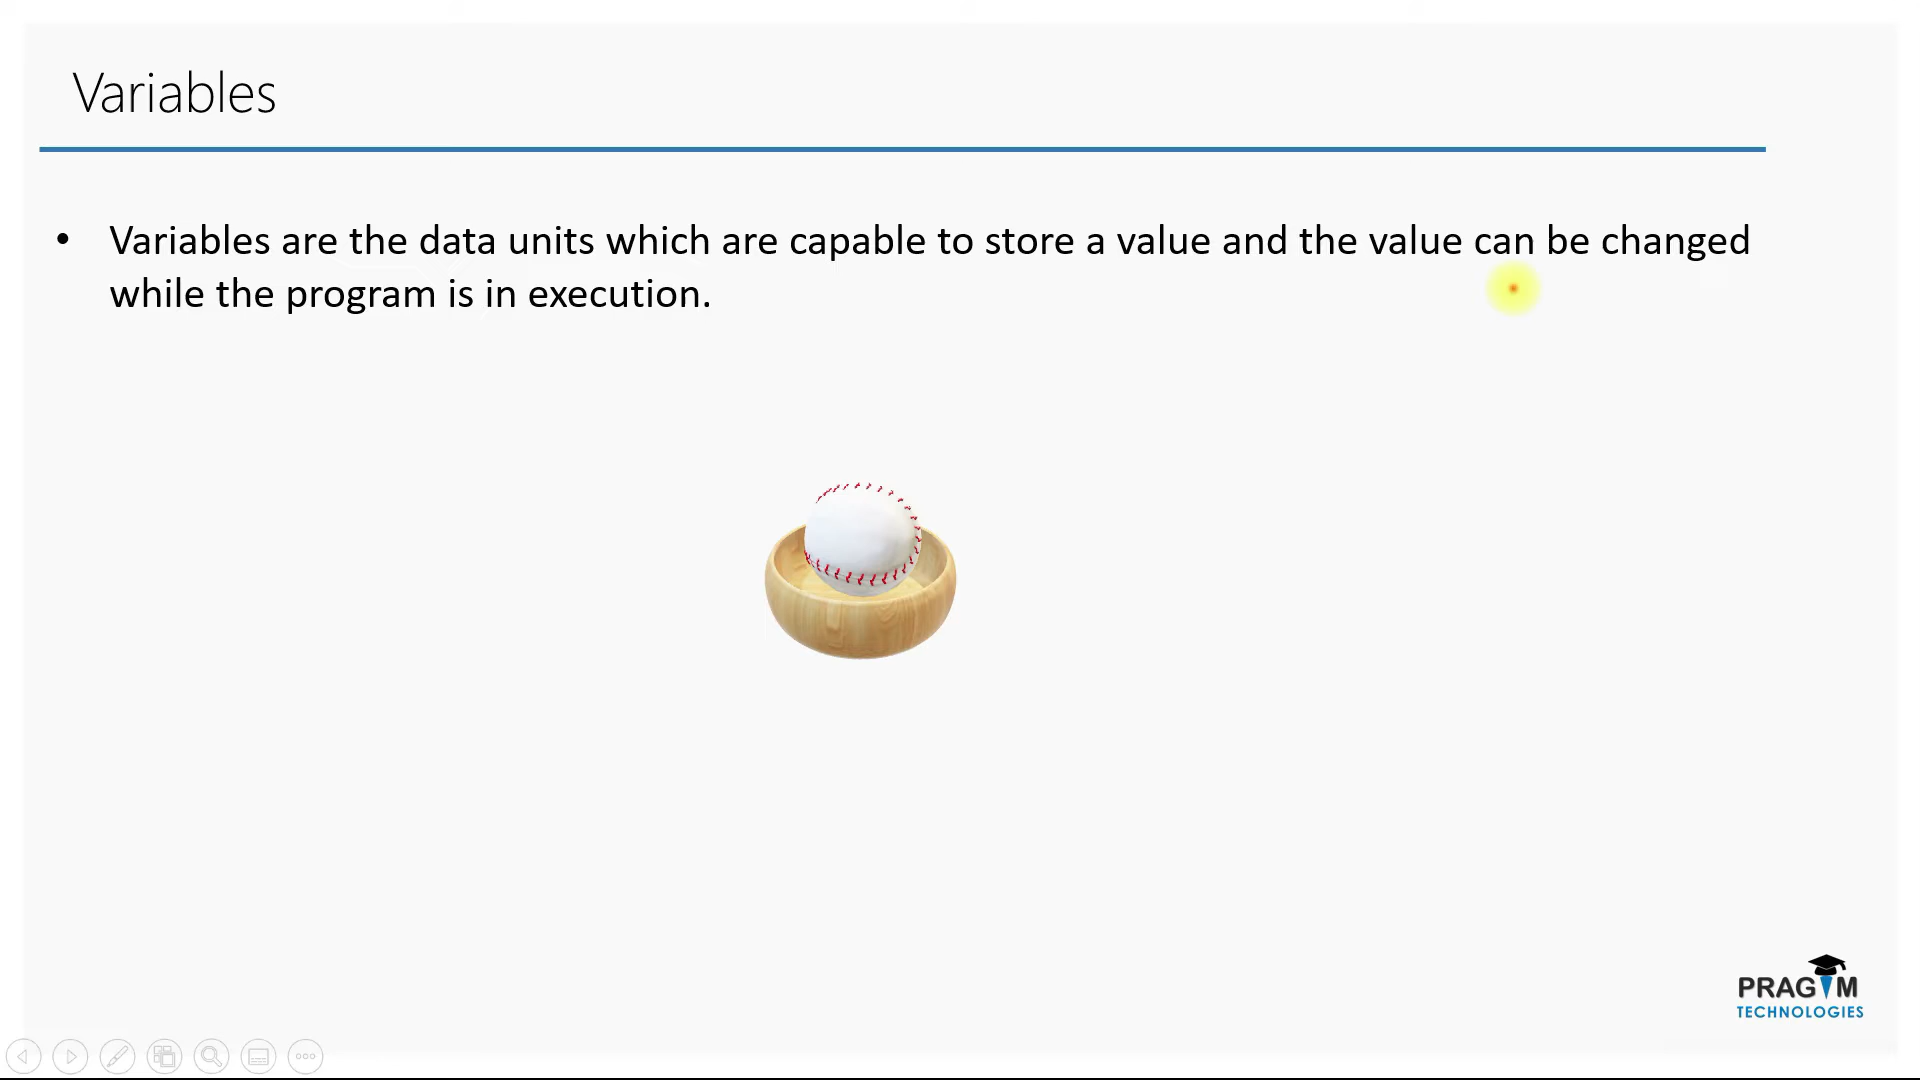 Variables
• Variables are the data units which are capable to store a value and the value can be changed
while the program is in execution.
PRAGIM
TECHNOLOGIES